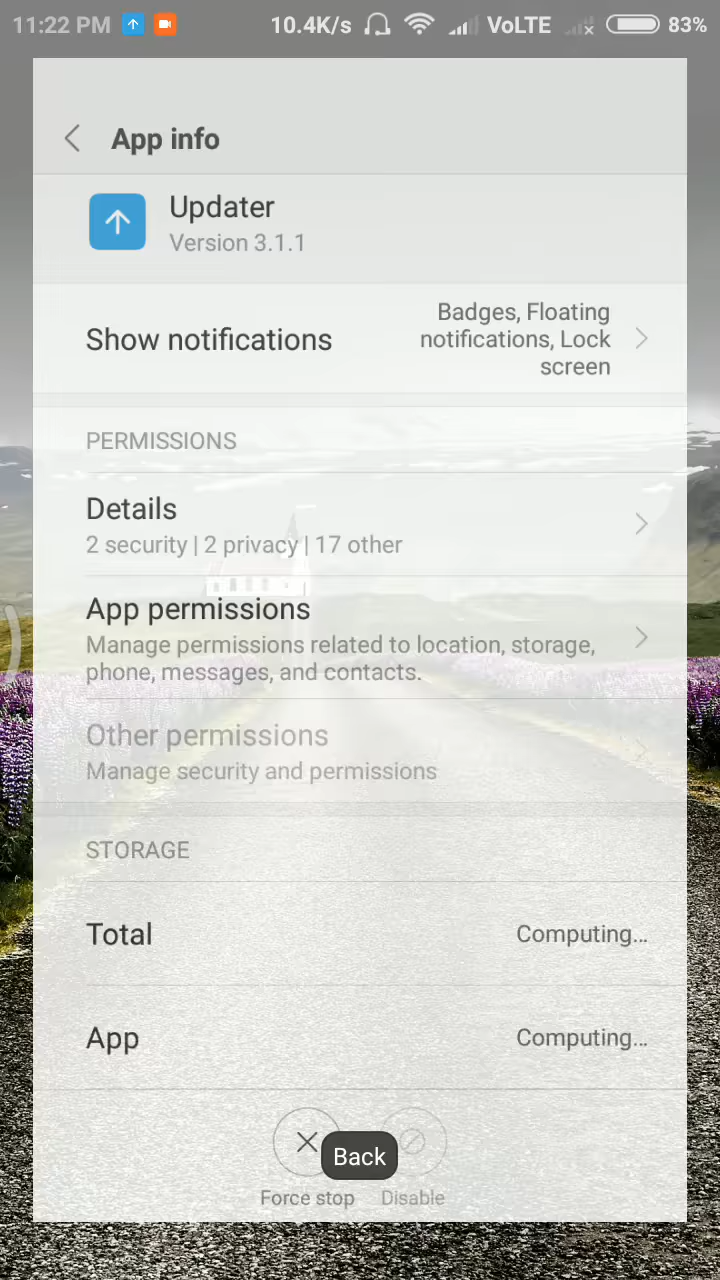 11:22 PM 10.4K/s VoLTE 83%
App info
Updater
Version 3.1.1
Show notifications
Badges, Floating
notifications, Lock
screen
PERMISSIONS
Details
2 security | 2 privacy | 17 other
App permissions
Manage permissions related to location, storage,
phone, messages, and contacts.
Other permissions
Manage security and permissions
STORAGE
Total Computing...
App Computing...
Back
Force stop Disable